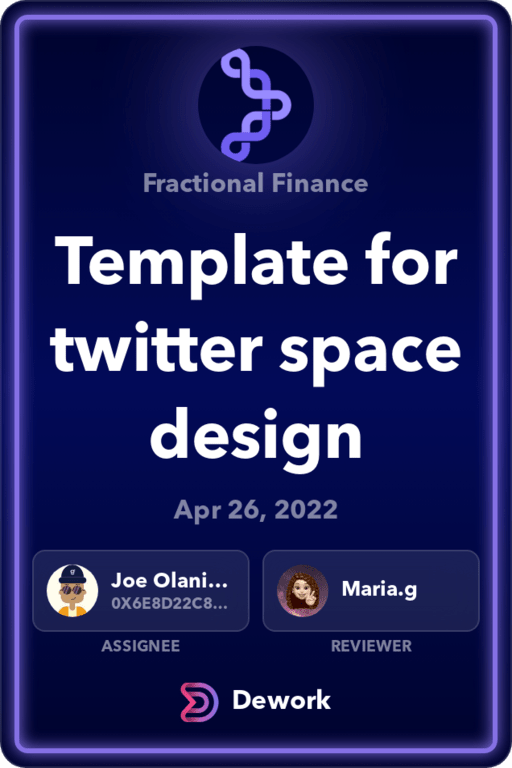 Fractional Finance
Template for
twitter space
design
Apr 26, 2022
Joe Olani...
0X6E8D22C8...
Maria.g
ASSIGNEE
REVIEWER
Dework